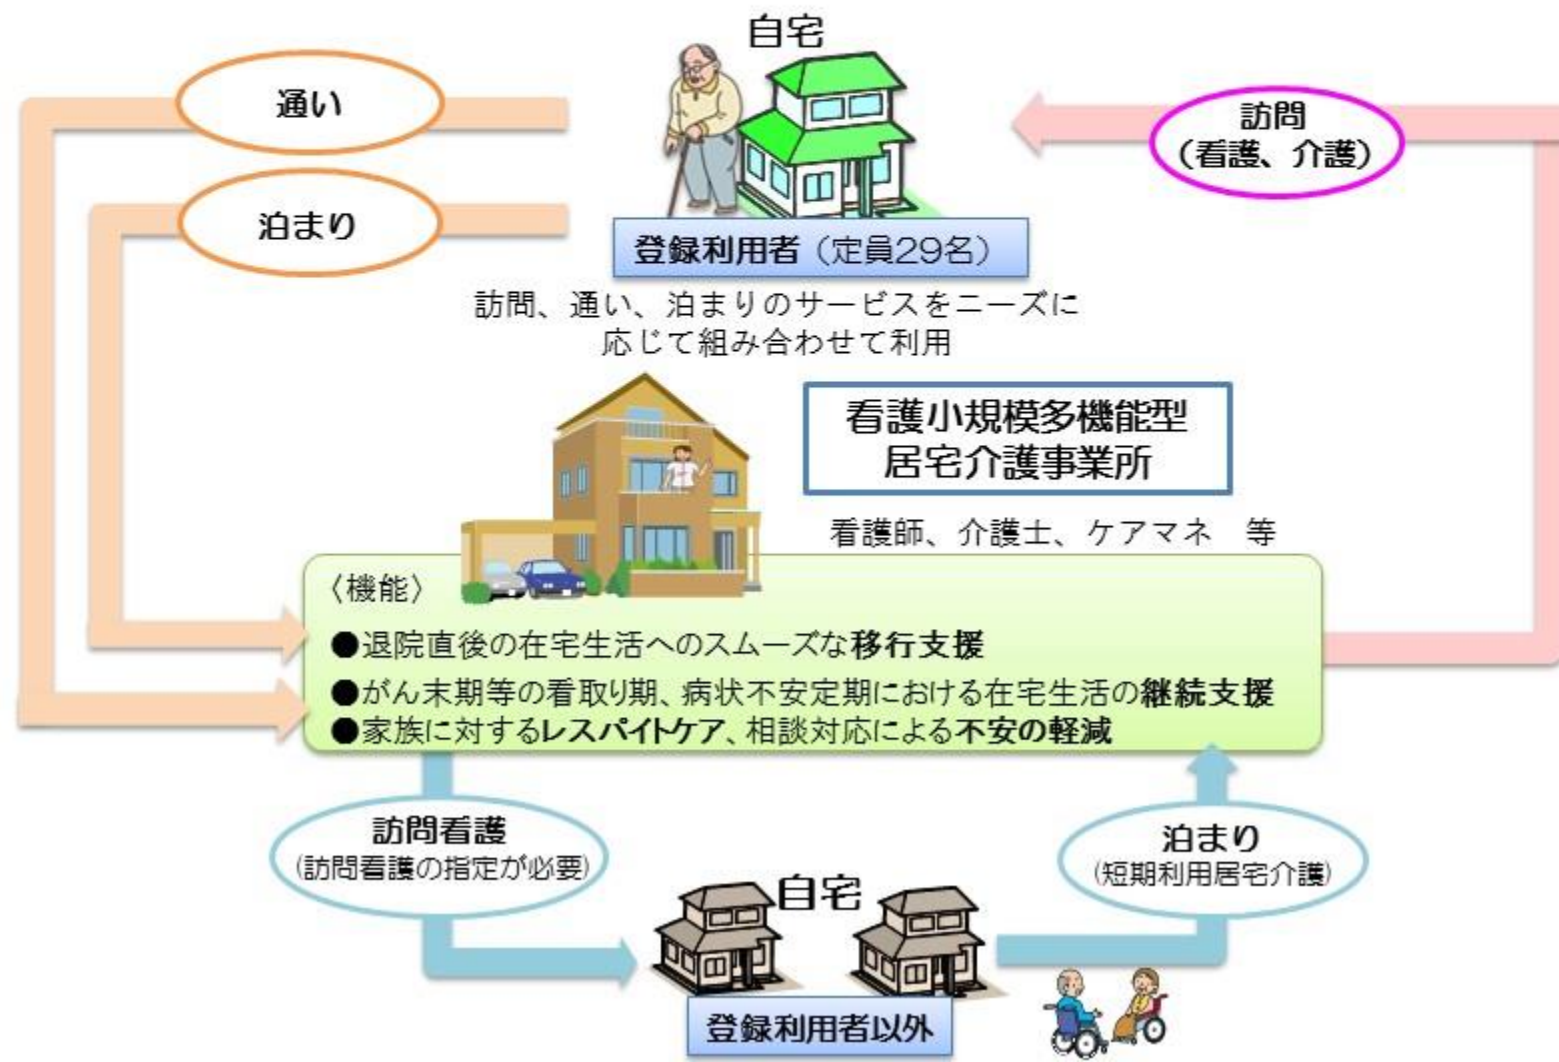 自宅
通い
訪問
(看護、介護)
泊まり
登録利用者（定員29名）
訪問、通い、泊まりのサービスをニーズに
応じて組み合わせて利用
看護小規模多機能型
居宅介護事業所
看護師、介護士、ケアマネ　等
〈機能〉
●退院直後の在宅生活へのスムーズな移行支援
●がん末期等の看取り期、病状不安定期における在宅生活の継続支援
●家族に対するレスパイトケア、相談対応による不安の軽減
訪問看護
(訪問看護の指定が必要)
泊まり
(短期利用居宅介護)
自宅
登録利用者以外